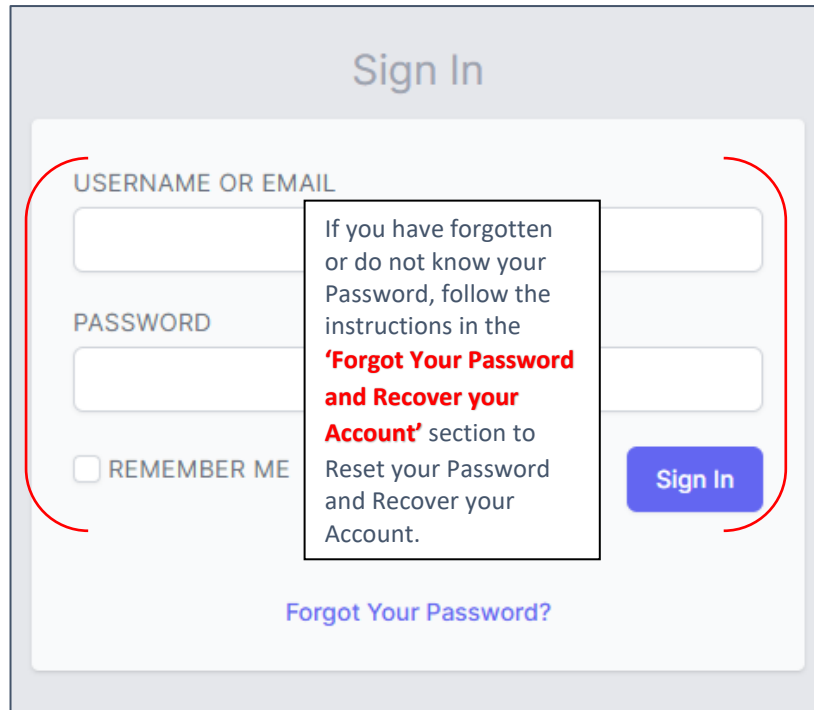 Sign In
USERNAME OR EMAIL
If you have forgotten
or do not know your
Password, follow the
instructions in the
‘Forgot Your Password
and Recover your
Account’ section to
Reset your Password
and Recover your
Account.
PASSWORD
REMEMBER ME
Sign In
Forgot Your Password?